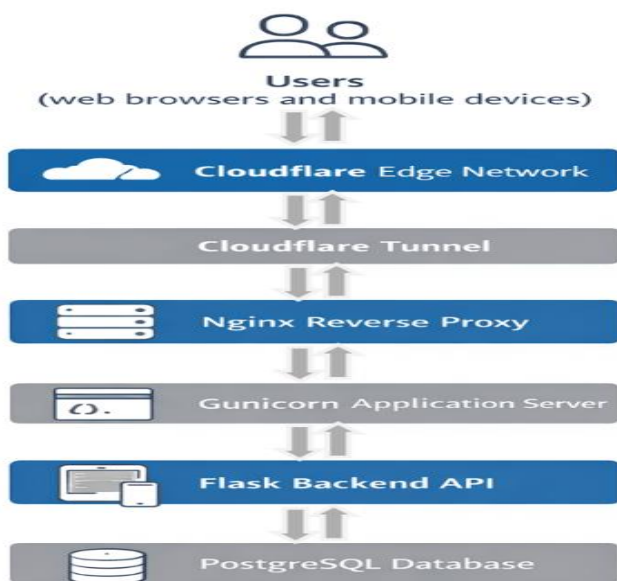 Users
(web browsers and mobile devices)
Cloudflare Edge Network
Cloudflare Tunnel
Nginx Reverse Proxy
Gunicorn Application Server
Flask Backend API
PostgreSQL Database